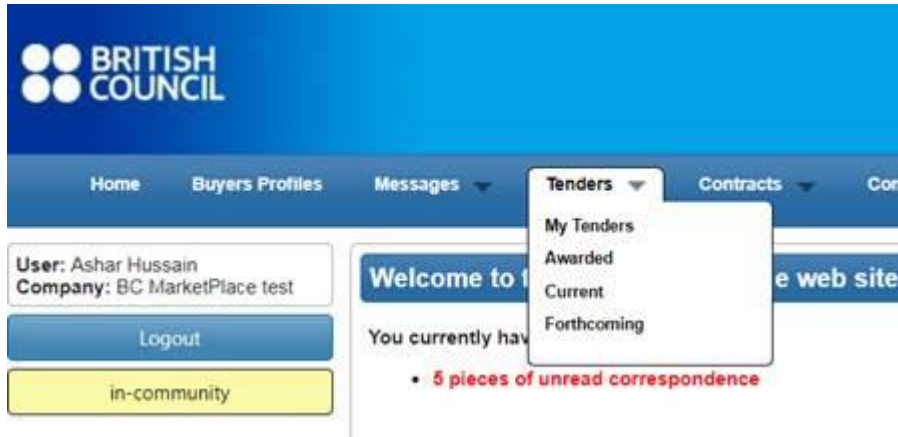 BRITISH
COUNCIL
Home Buyers Profiles Messages Tenders Contracts
My Tenders
Awarded
Current
Forthcoming
User: Ashar Hussain
Company: BC MarketPlace test
Logout
in-community
Welcome to e web site
You currently hav
• 5 pieces of unread correspondence